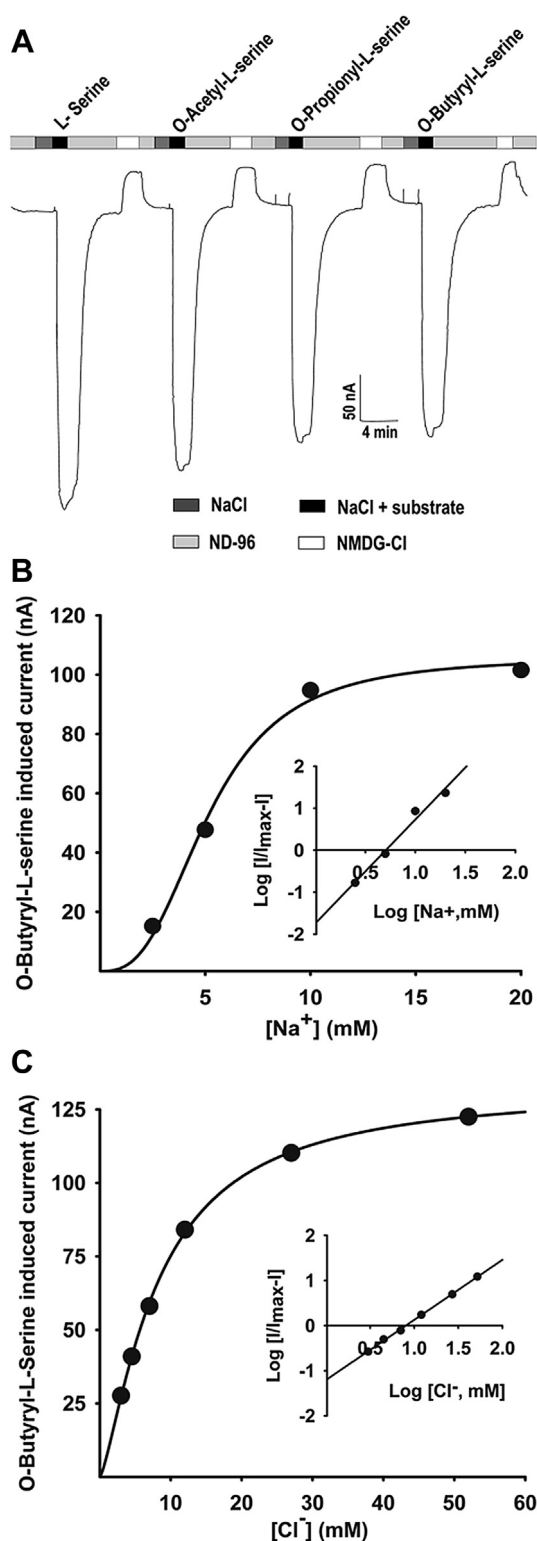 A
L- Serine
O-Acetyl-L-serine
O-Propionyl-L-serine
O-Butyryl-L-serine
50 nA
4 min
NaCl
NaCl + substrate
ND-96
NMDG-Cl
B
O-Butyryl-L-serine induced current (nA)
120
100
80
60
40
20
5
10
15
20
[Na+] (mM)
Log [I/Imax-I]
2
1
0
-1
-2
0.5
1.0
1.5
2.0
Log [Na+,mM)
C
O-Butyryl-L-Serine induced current (nA)
125
100
75
50
25
10
20
30
40
50
60
[Cl-] (mM)
Log [I/Imax-I]
2
1
0
-1
-2
0.5
1.0
1.5
2.0
Log [Cl-, mM]